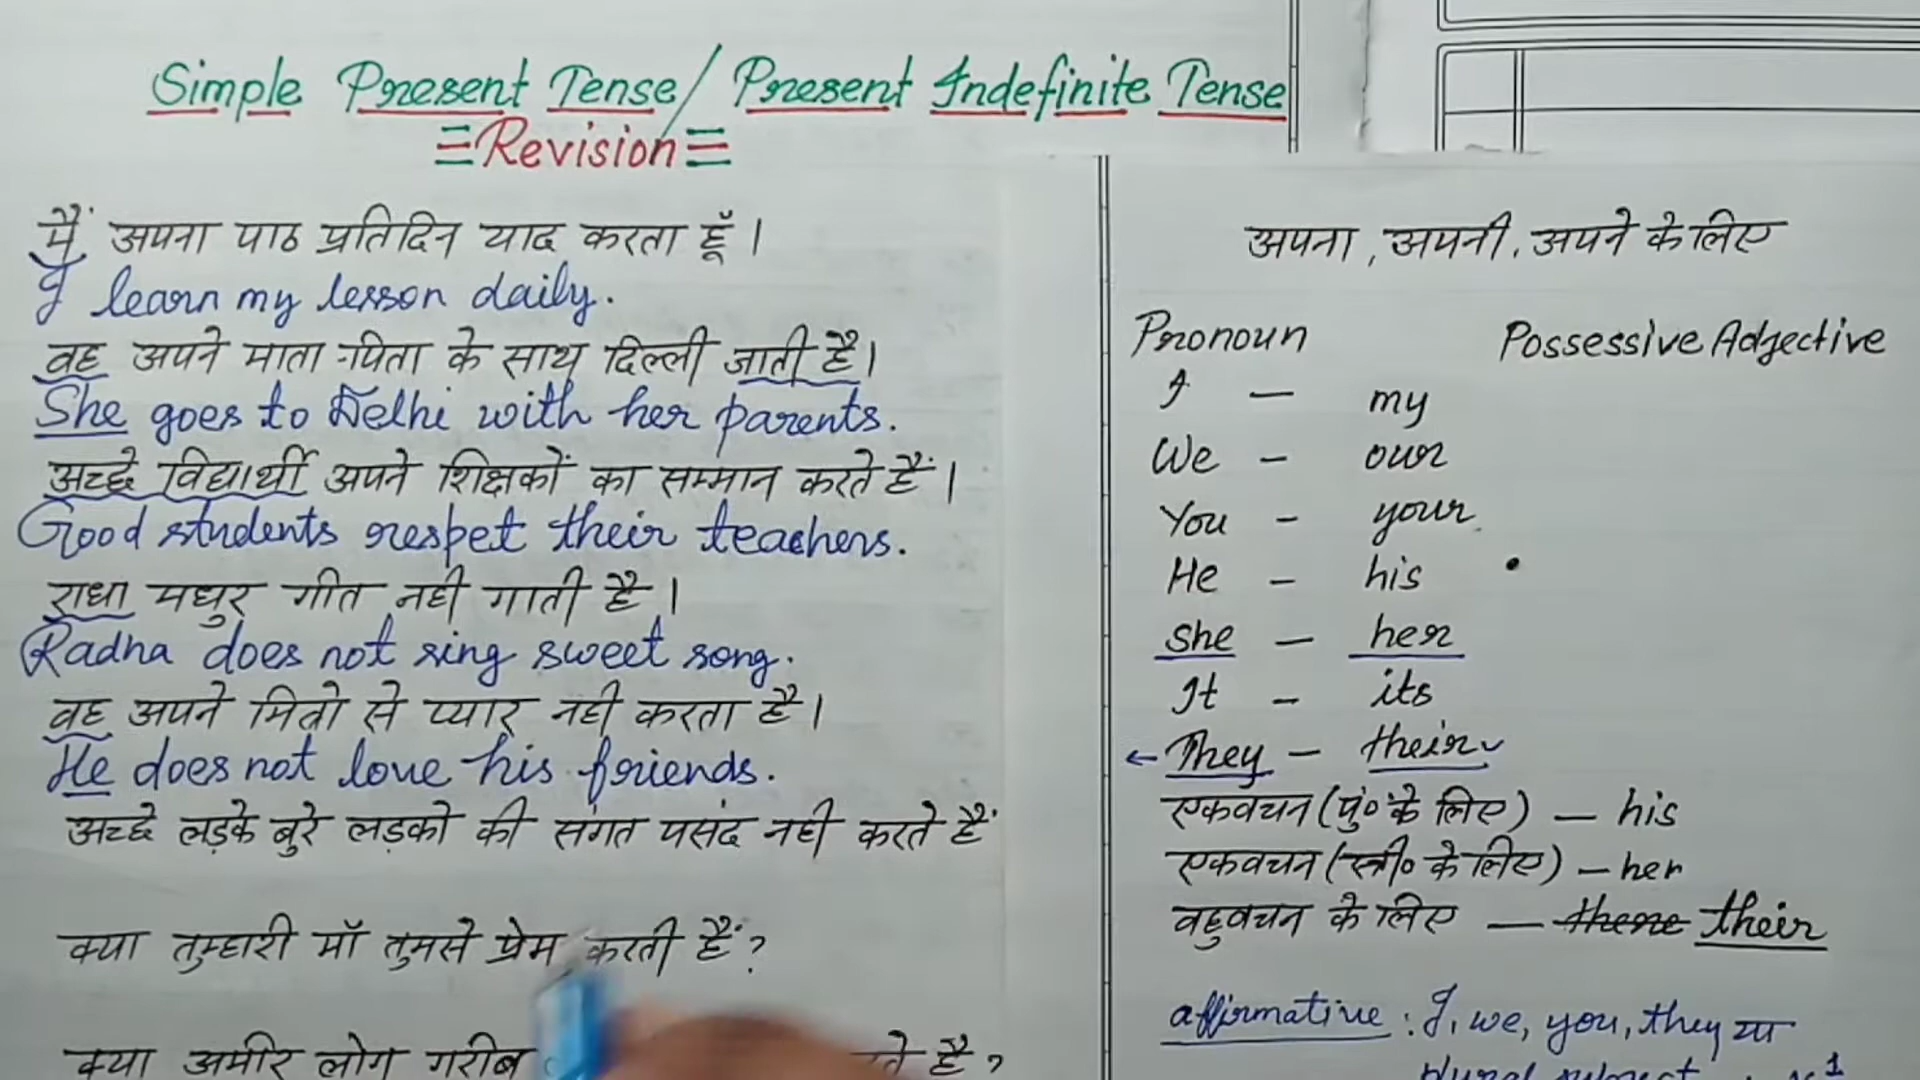 Simple Present Tense/ Present Indefinite Tense
Revision
मैं अपना पाठ प्रतिदिन याद करता हूँ।
I learn my lesson daily.
वह अपने माता-पिता के साथ दिल्ली जाती है।
She goes to Delhi with her parents.
अच्छे विद्यार्थी अपने शिक्षकों का सम्मान करते हैं।
Good students respet their teachers.
राधा मधुर गीत नही गाती है।
Radha does not sing sweet song.
वह अपने मित्रो से प्यार नही करता है।
He does not love his friends.
अच्छे लड़के बुरे लड़को की संगत पसंद नही करते हैं
क्या तुम्हारी माँ तुमसे प्रेम करती हैं?
क्या अमीर लोग गरीब है?
अपना, अपनी, अपने के लिए
Pronoun Possessive Adjective
I — my
We — our
You — your
He — his
She — her
It — its
They — their
एकवचन (पुं० के लिए) — his
एकवचन (स्त्री० के लिए) — her
बहुवचन के लिए — there their
affirmative : I, we, you, they या
plural subject